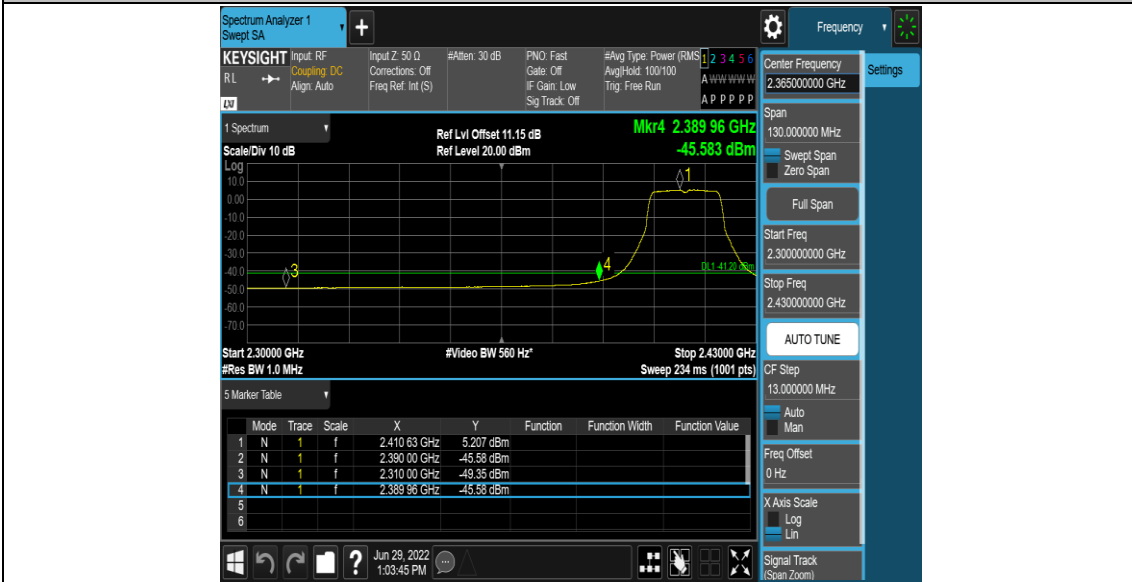 Spectrum Analyzer 1
Swept SA
+
Frequency
KEYSIGHT Input: RF Input Z: 50 Ω #Atten: 30 dB PNO: Fast #Avg Type: Power (RMS 1 2 3 4 5 6
R L Coupling: DC Corrections: Off Gate: Off Avg|Hold: 100/100 A W W W W W
Align: Auto Freq Ref: Int (S) IF Gain: Low Trig: Free Run
LXI Sig Track: Off A P P P P P
Center Frequency
2.365000000 GHz
Settings
1 Spectrum
Ref Lvl Offset 11.15 dB
Mkr4 2.389 96 GHz
Scale/Div 10 dB
Ref Level 20.00 dBm
-45.583 dBm
Log
10.0
0.00
-10.0
-20.0
-30.0
-40.0
-50.0
-60.0
-70.0
1
3
4
DL1 -41.20 dBm
Start 2.30000 GHz #Video BW 560 Hz* Stop 2.43000 GHz
#Res BW 1.0 MHz Sweep 234 ms (1001 pts)
Span
130.000000 MHz
Swept Span
Zero Span
Full Span
Start Freq
2.300000000 GHz
Stop Freq
2.430000000 GHz
AUTO TUNE
CF Step
13.000000 MHz
Auto
Man
Freq Offset
0 Hz
X Axis Scale
Log
Lin
Signal Track
(Span Zoom)
5 Marker Table
Mode Trace Scale X Y Function Function Width Function Value
1 N 1 f 2.410 63 GHz 5.207 dBm
2 N 1 f 2.390 00 GHz -45.58 dBm
3 N 1 f 2.310 00 GHz -49.35 dBm
4 N 1 f 2.389 96 GHz -45.58 dBm
5
6
? Jun 29, 2022
1:03:45 PM